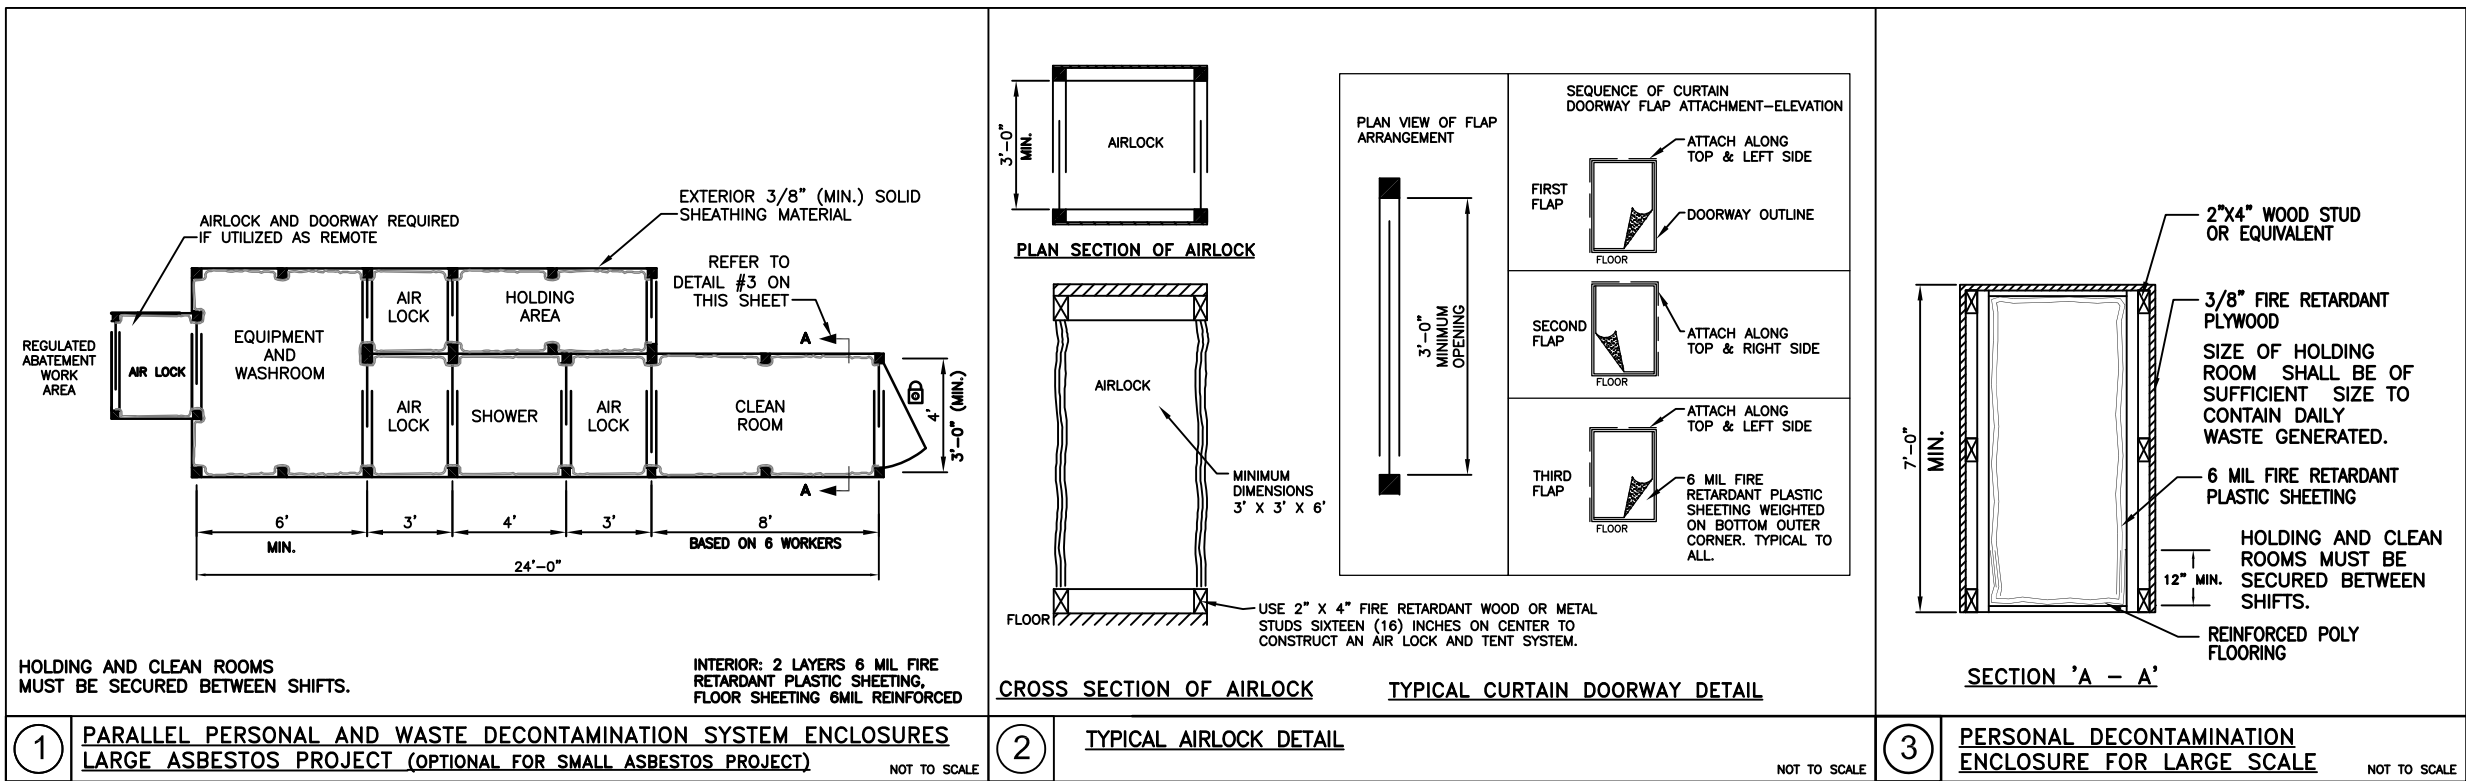 AIRLOCK AND DOORWAY REQUIRED
IF UTILIZED AS REMOTE
EXTERIOR 3/8" (MIN.) SOLID
SHEATHING MATERIAL
REFER TO
DETAIL #3 ON
THIS SHEET
REGULATED
ABATEMENT
WORK
AREA
AIR LOCK
EQUIPMENT
AND
WASHROOM
AIR
LOCK
HOLDING
AREA
AIR
LOCK
SHOWER
AIR
LOCK
CLEAN
ROOM
A
A
4'
3'-0" (MIN.)
6'
MIN.
3'
4'
3'
8'
BASED ON 6 WORKERS
24'-0"
HOLDING AND CLEAN ROOMS
MUST BE SECURED BETWEEN SHIFTS.
INTERIOR: 2 LAYERS 6 MIL FIRE
RETARDANT PLASTIC SHEETING,
FLOOR SHEETING 6MIL REINFORCED
1
PARALLEL PERSONAL AND WASTE DECONTAMINATION SYSTEM ENCLOSURES
LARGE ASBESTOS PROJECT (OPTIONAL FOR SMALL ASBESTOS PROJECT)
NOT TO SCALE
3'-0"
MIN.
AIRLOCK
PLAN SECTION OF AIRLOCK
AIRLOCK
MINIMUM
DIMENSIONS
3' X 3' X 6'
FLOOR
USE 2" X 4" FIRE RETARDANT WOOD OR METAL
STUDS SIXTEEN (16) INCHES ON CENTER TO
CONSTRUCT AN AIR LOCK AND TENT SYSTEM.
CROSS SECTION OF AIRLOCK
PLAN VIEW OF FLAP
ARRANGEMENT
3'-0"
MINIMUM
OPENING
SEQUENCE OF CURTAIN
DOORWAY FLAP ATTACHMENT-ELEVATION
FIRST
FLAP
ATTACH ALONG
TOP & LEFT SIDE
DOORWAY OUTLINE
FLOOR
SECOND
FLAP
ATTACH ALONG
TOP & RIGHT SIDE
FLOOR
THIRD
FLAP
ATTACH ALONG
TOP & LEFT SIDE
6 MIL FIRE
RETARDANT PLASTIC
SHEETING WEIGHTED
ON BOTTOM OUTER
CORNER. TYPICAL TO
ALL.
FLOOR
TYPICAL CURTAIN DOORWAY DETAIL
2
TYPICAL AIRLOCK DETAIL
NOT TO SCALE
2"X4" WOOD STUD
OR EQUIVALENT
3/8" FIRE RETARDANT
PLYWOOD
SIZE OF HOLDING
ROOM SHALL BE OF
SUFFICIENT SIZE TO
CONTAIN DAILY
WASTE GENERATED.
7'-0"
MIN.
6 MIL FIRE RETARDANT
PLASTIC SHEETING
12" MIN.
HOLDING AND CLEAN
ROOMS MUST BE
SECURED BETWEEN
SHIFTS.
REINFORCED POLY
FLOORING
SECTION 'A - A'
3
PERSONAL DECONTAMINATION
ENCLOSURE FOR LARGE SCALE
NOT TO SCALE